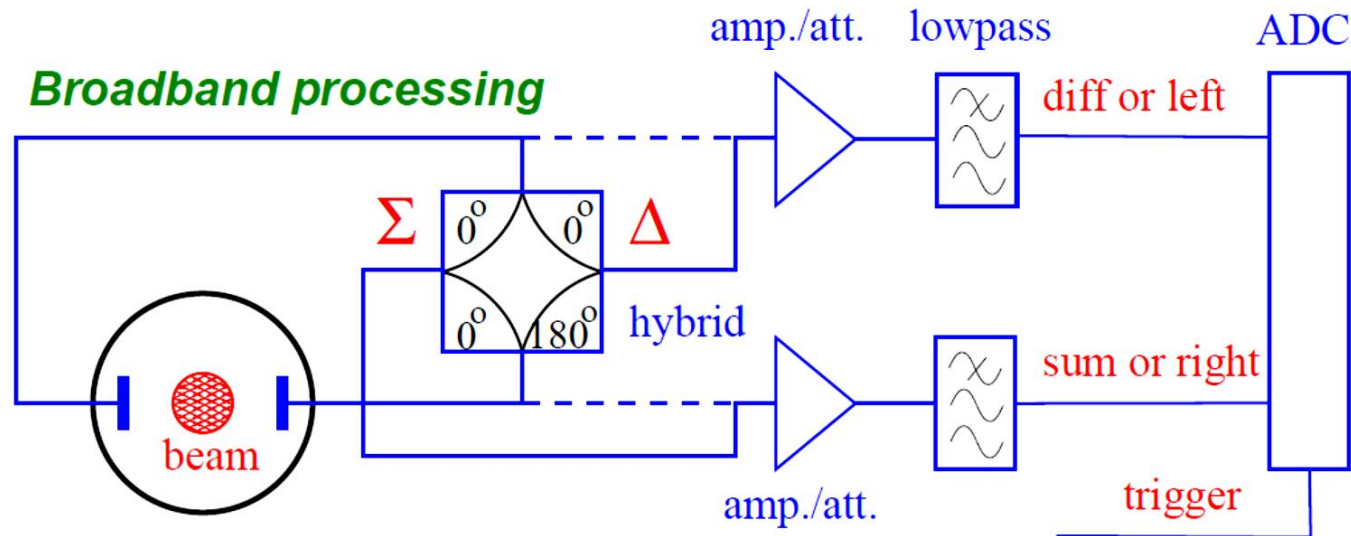 amp./att. lowpass ADC
Broadband processing
diff or left
Σ 0° 0° Δ
0° 180° hybrid
sum or right
beam
trigger
amp./att.